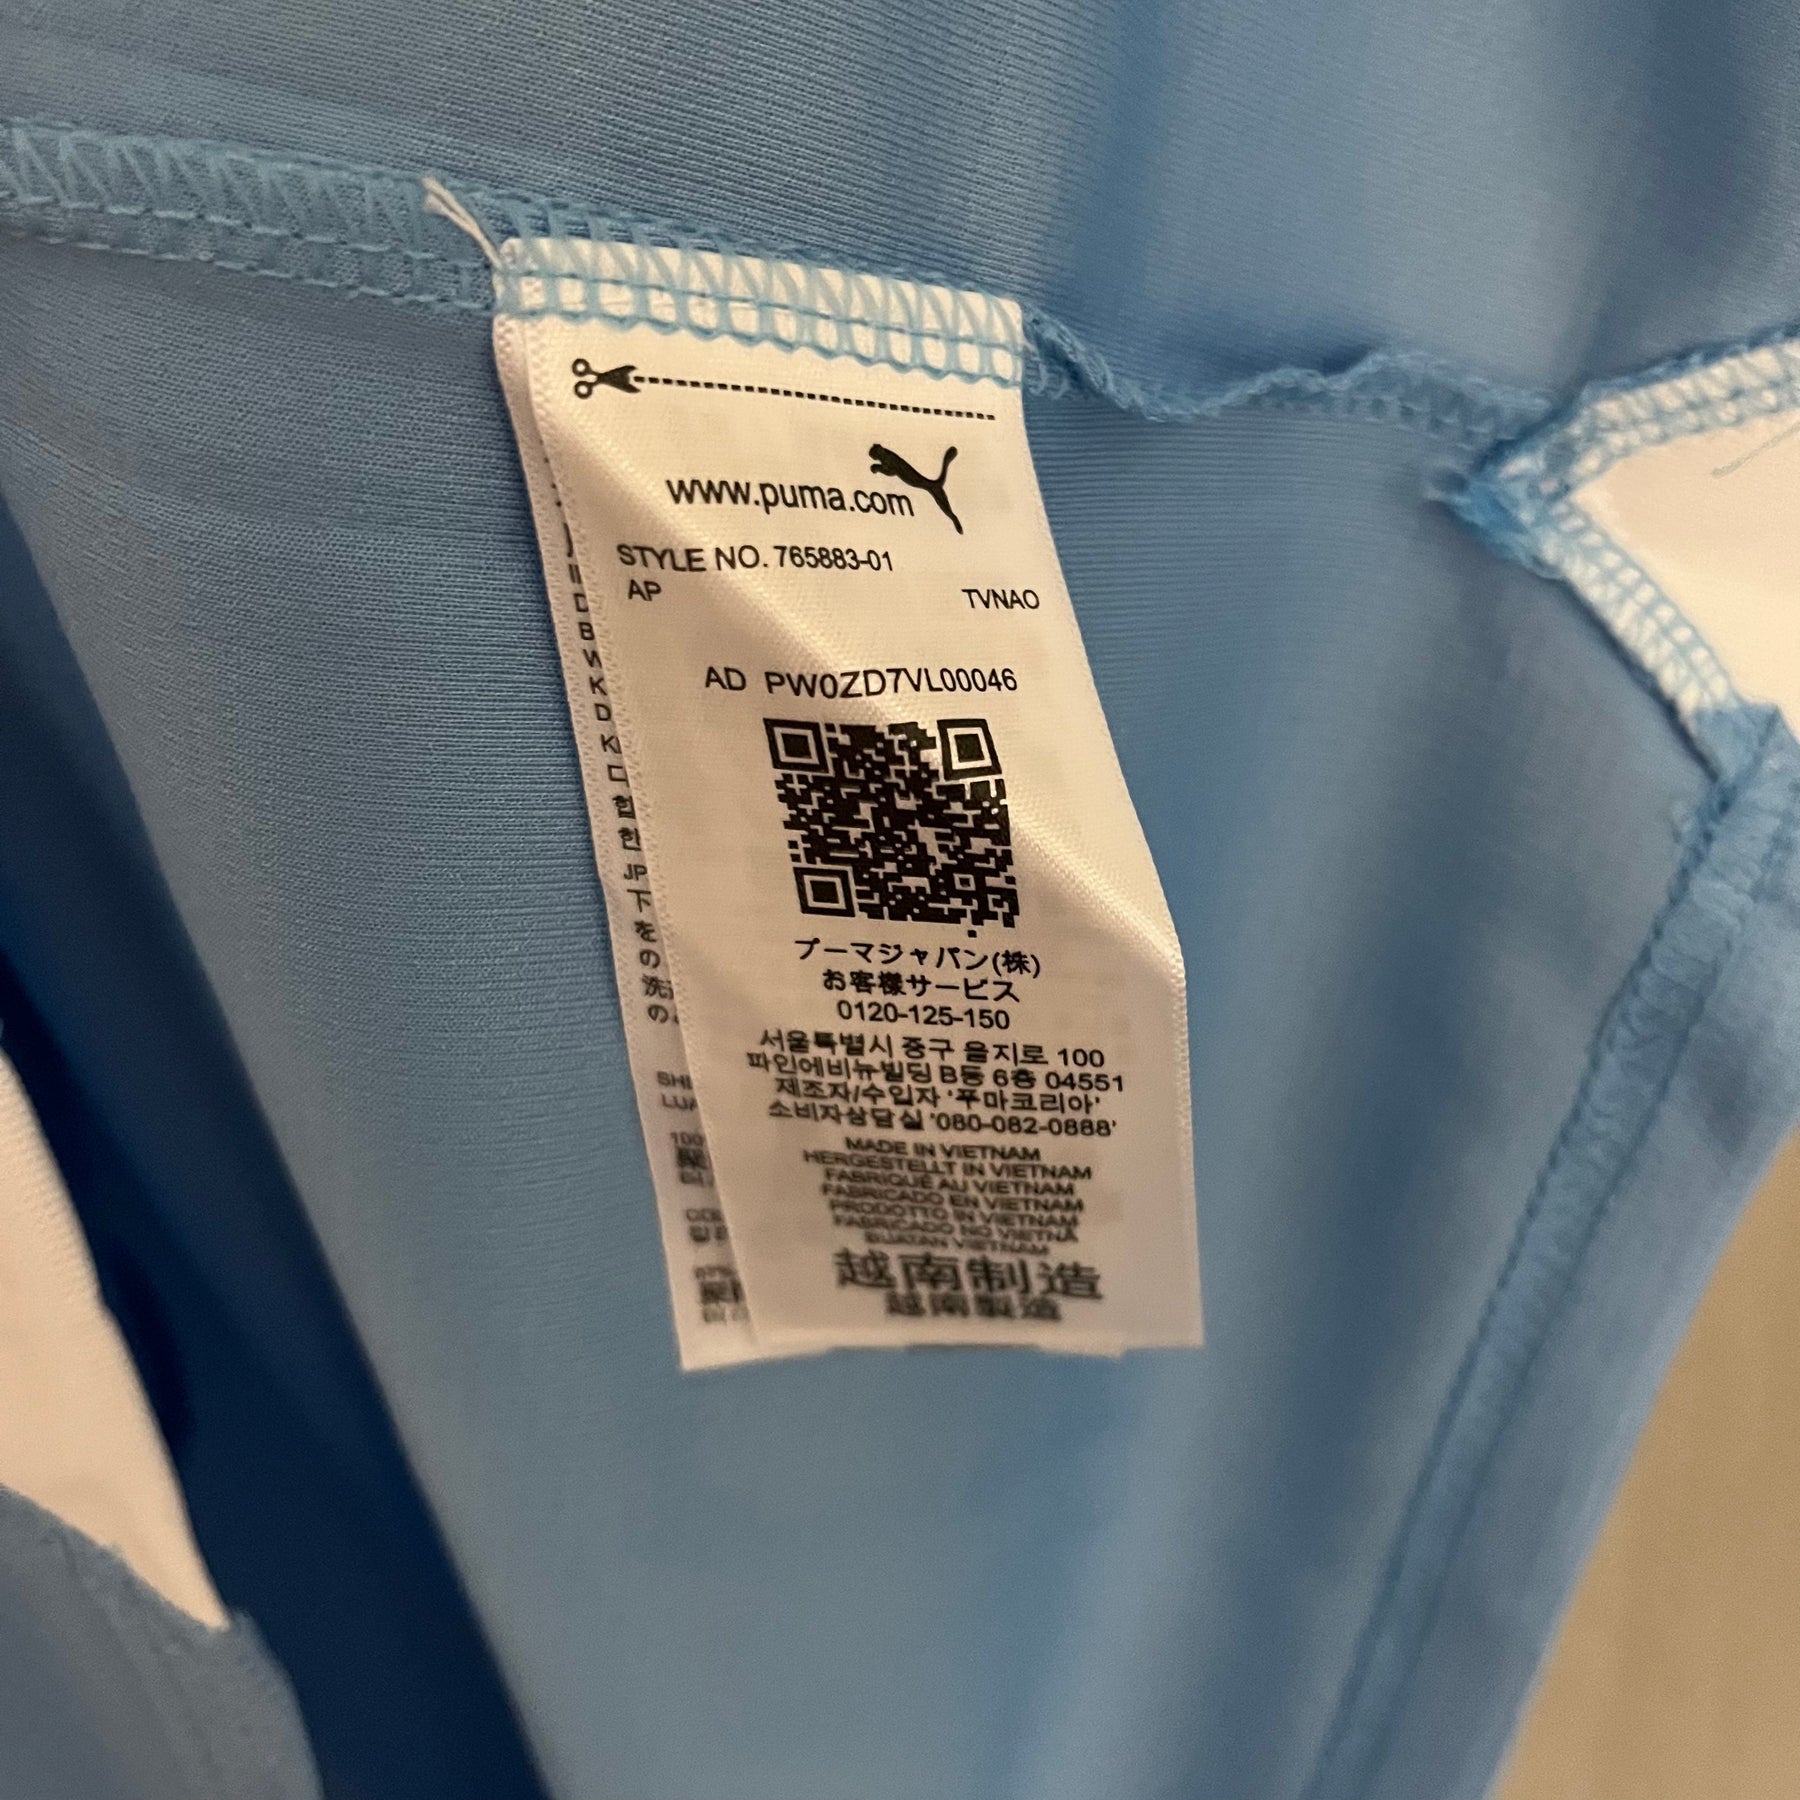 www.puma.com
STYLE NO. 765883-01
AP TVNAO
AD PW0ZD7VL00046
プーマジャパン(株)
お客様サービス
0120-125-150
서울특별시 중구 을지로 100
파인에비뉴빌딩 B동 6층 04551
제조자/수입자 '푸마코리아'
소비자상담실 '080-082-0888'
MADE IN VIETNAM
HERGESTELLT IN VIETNAM
FABRIQUÉ AU VIETNAM
FABRICADO EN VIETNAM
PRODOTTO IN VIETNAM
FABRICADO NO VIETNÃ
BUATAN VIETNAM
越南制造
越南製造